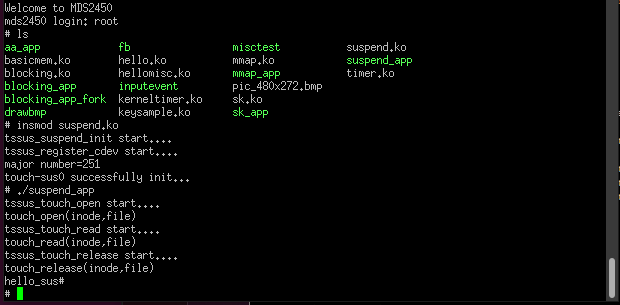 Welcome to MDS2450
mds2450 login: root
# ls
aa_app fb misctest suspend.ko
basicmem.ko hello.ko mmap.ko suspend_app
blocking.ko hellomisc.ko mmap_app timer.ko
blocking_app inputevent pic_480x272.bmp
blocking_app_fork kerneltimer.ko sk.ko
drawbmp keysample.ko sk_app
# insmod suspend.ko
tssus_suspend_init start....
tssus_register_cdev start....
major number=251
touch-sus0 successfully init...
# ./suspend_app
tssus_touch_open start....
touch_open(inode,file)
tssus_touch_read start....
touch_read(inode,file)
tssus_touch_release start....
touch_release(inode,file)
hello_sus#
#